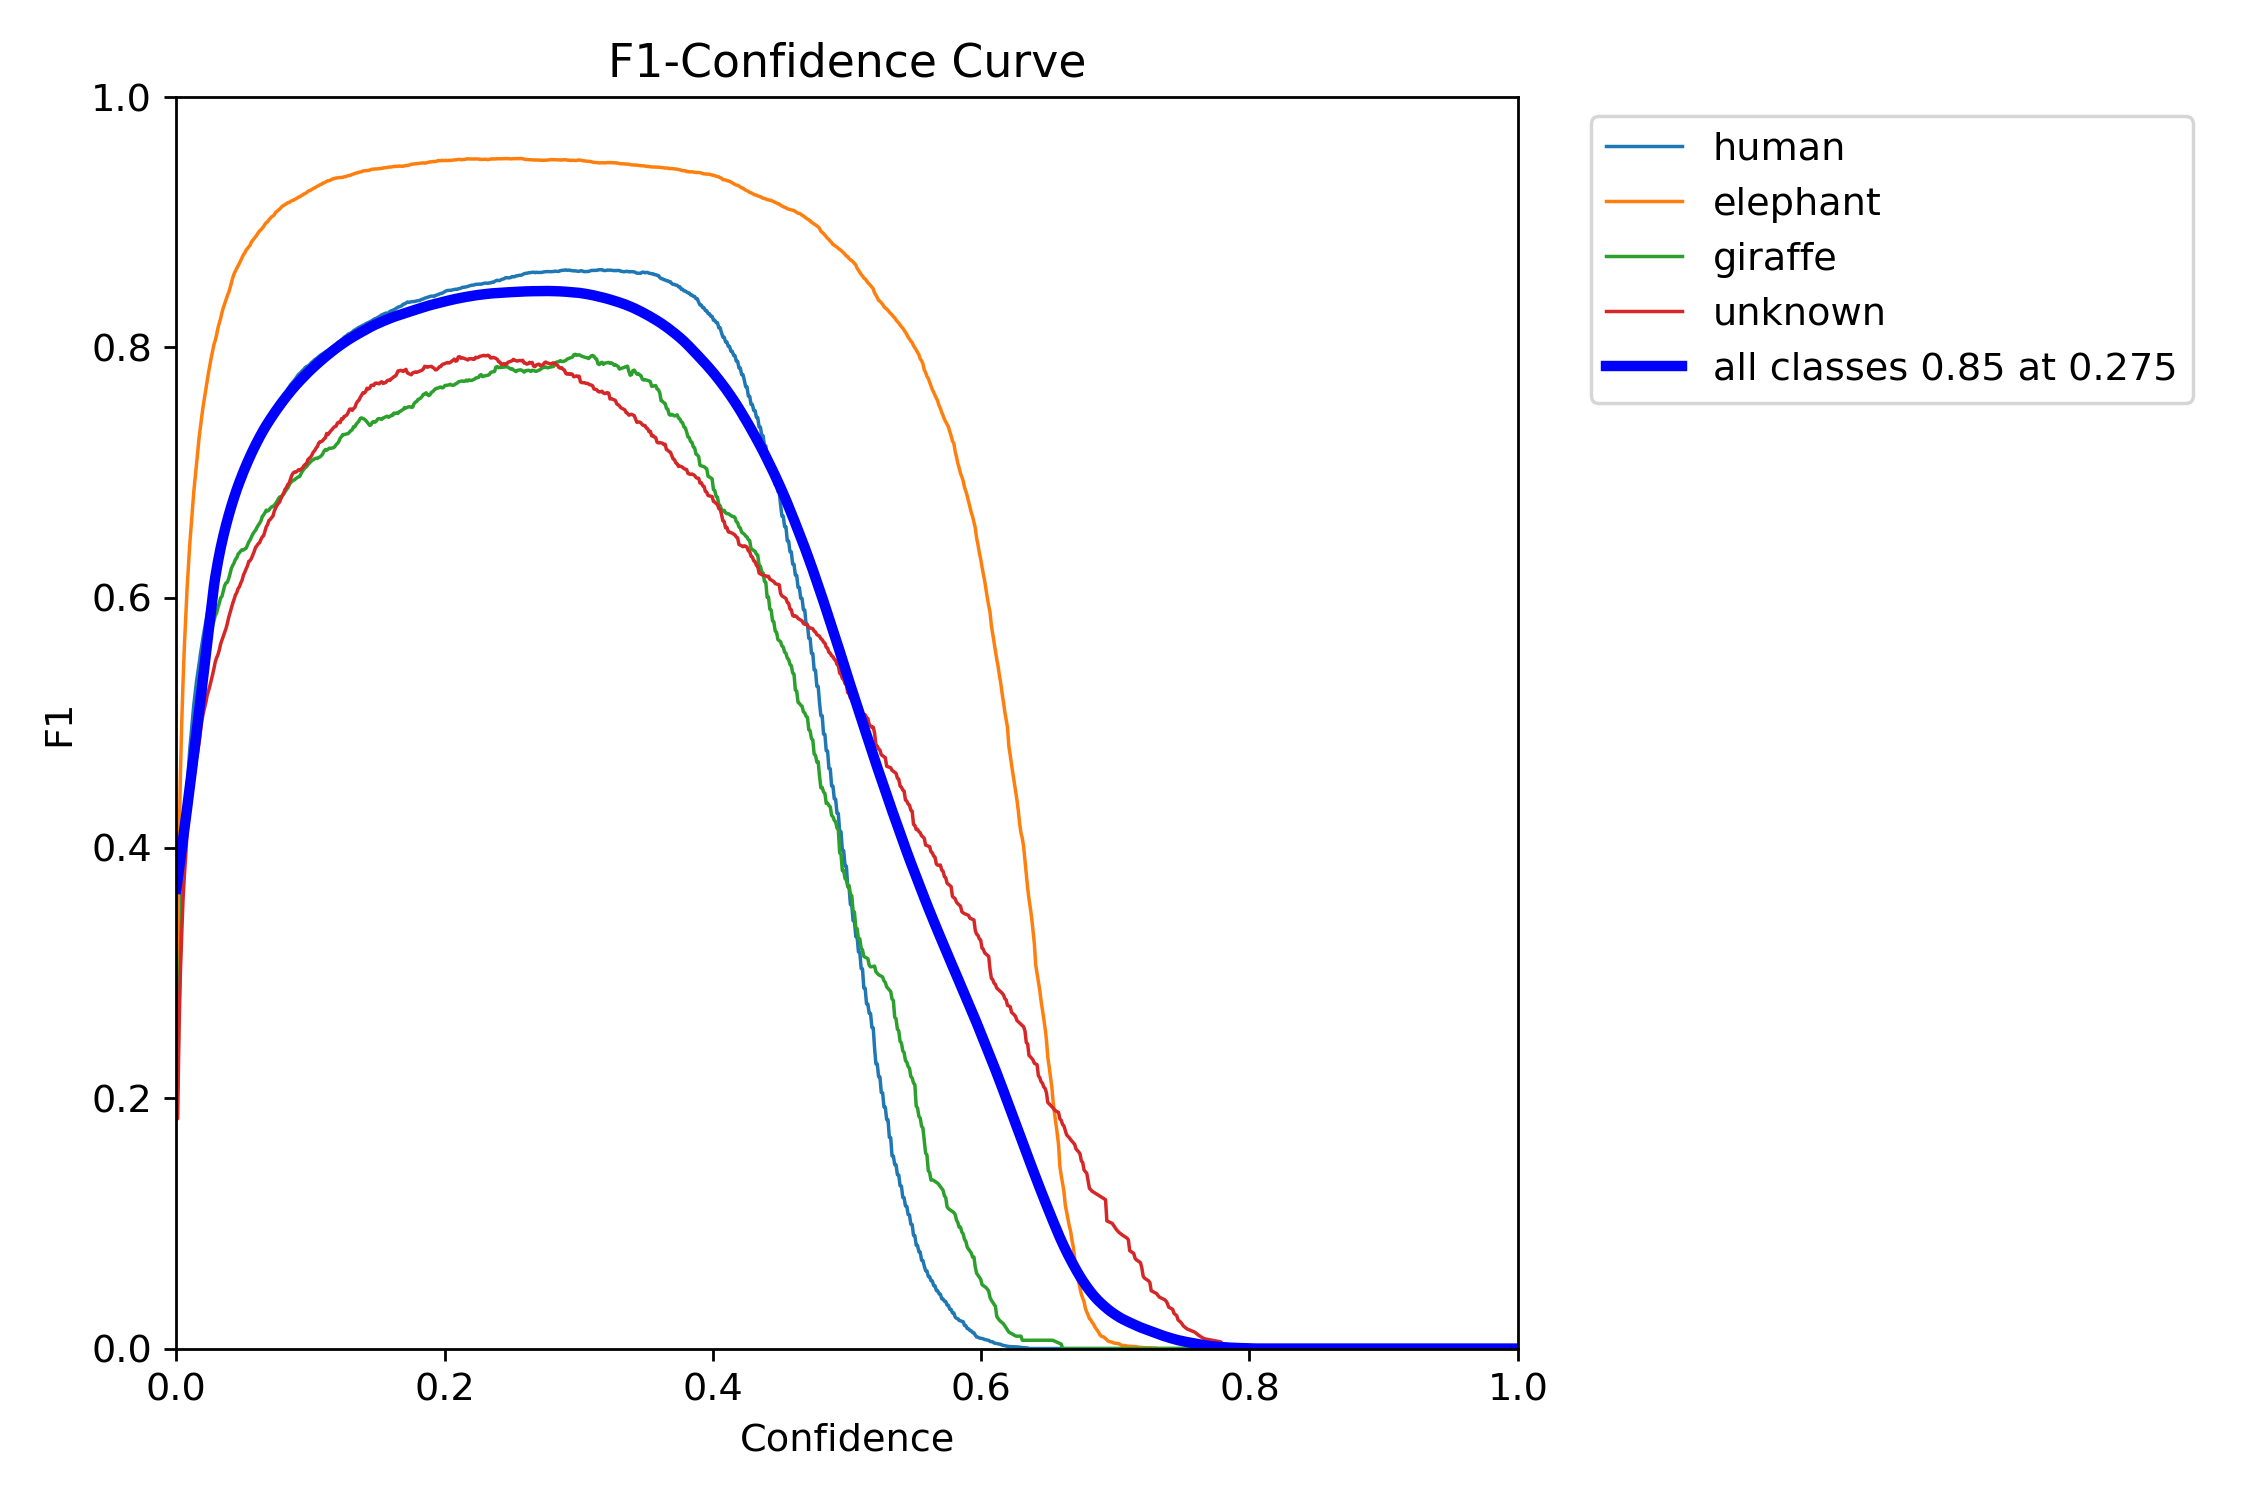 F1-Confidence Curve
1.0
0.8
0.6
0.4
0.2
0.0
F1
0.0 0.2 0.4 0.6 0.8 1.0
Confidence
human
elephant
giraffe
unknown
all classes 0.85 at 0.275